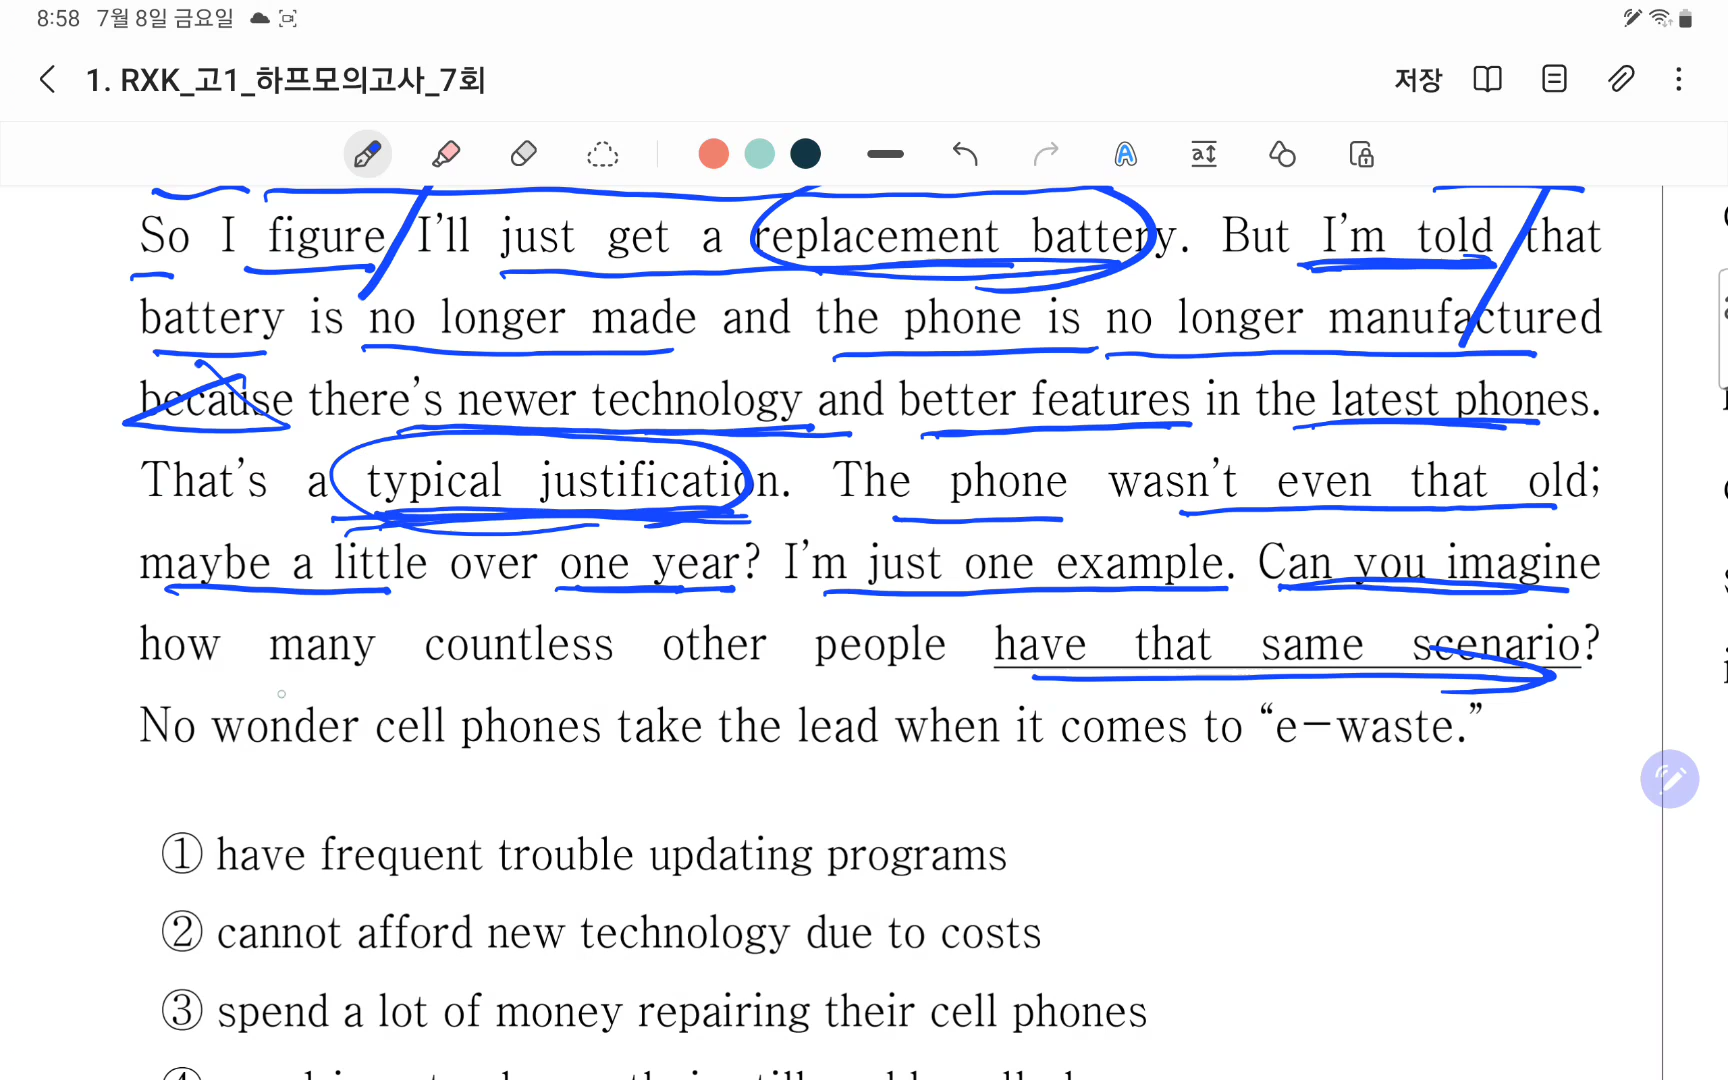 8:58 7월 8일 금요일
1. RXK_고1_하프모의고사_7회
저장
So I figure I’ll just get a replacement battery. But I’m told that
battery is no longer made and the phone is no longer manufactured
because there’s newer technology and better features in the latest phones.
That’s a typical justification. The phone wasn’t even that old;
maybe a little over one year? I’m just one example. Can you imagine
how many countless other people have that same scenario?
No wonder cell phones take the lead when it comes to “e-waste.”
① have frequent trouble updating programs
② cannot afford new technology due to costs
③ spend a lot of money repairing their cell phones